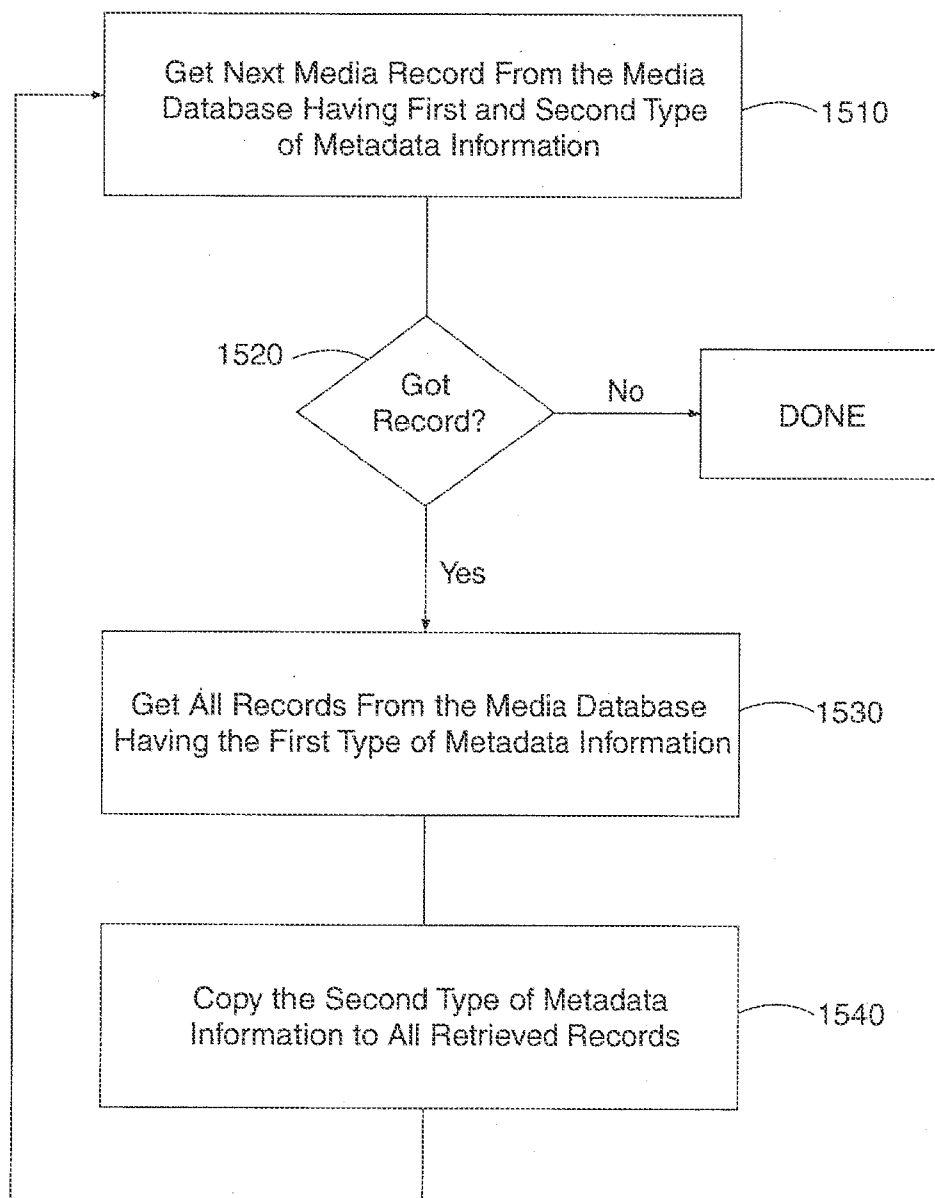 Get Next Media Record From the Media
Database Having First and Second Type
of Metadata Information
1510
1520
Got
Record?
No
DONE
Yes
Get All Records From the Media Database
Having the First Type of Metadata Information
1530
Copy the Second Type of Metadata
Information to All Retrieved Records
1540